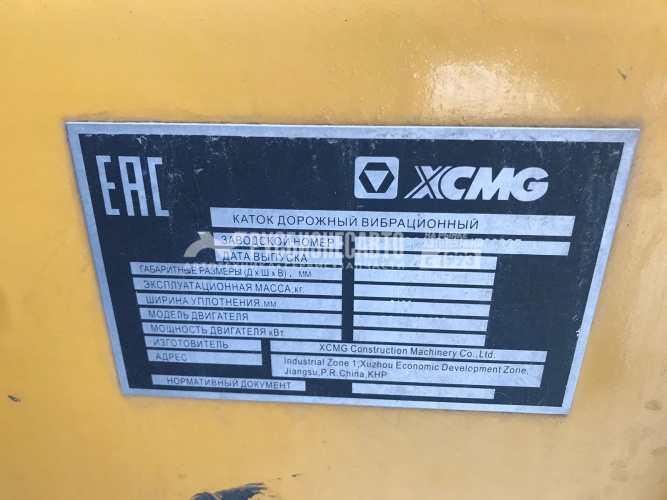 EAC
XCMG
КАТОК ДОРОЖНЫЙ ВИБРАЦИОННЫЙ
ЗАВОДСКОЙ НОМЕР
ДАТА ВЫПУСКА
ГАБАРИТНЫЕ РАЗМЕРЫ (Д x Ш x В). ММ
ЭКСПЛУАТАЦИОННАЯ МАССА,кг.
ШИРИНА УПЛОТНЕНИЯ.мм
МОДЕЛЬ ДВИГАТЕЛЯ
МОЩНОСТЬ ДВИГАТЕЛЯ кВт.
ИЗГОТОВИТЕЛЬ XCMG Construction Machinery Co.,Ltd.
АДРЕС Industrial Zone 1,Xuzhou Economic Development Zone,
Jiangsu,P.R.China,КНР
НОРМАТИВНЫЙ ДОКУМЕНТ